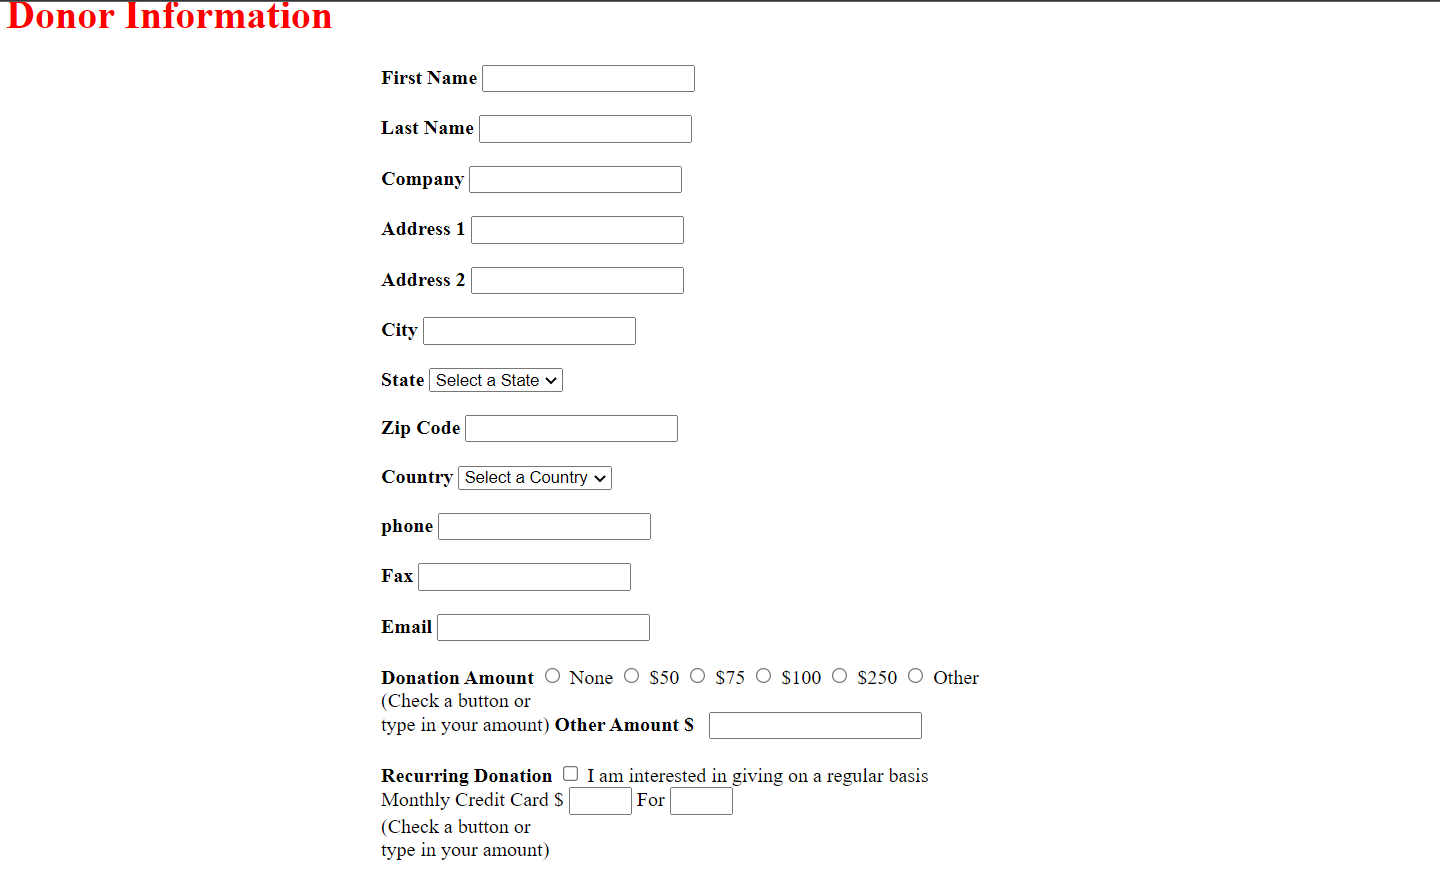 Donor Information
First Name
Last Name
Company
Address 1
Address 2
City
State Select a State
Zip Code
Country Select a Country
phone
Fax
Email
Donation Amount None $50 $75 $100 $250 Other
(Check a button or
type in your amount) Other Amount $
Recurring Donation I am interested in giving on a regular basis
Monthly Credit Card $ For
(Check a button or
type in your amount)